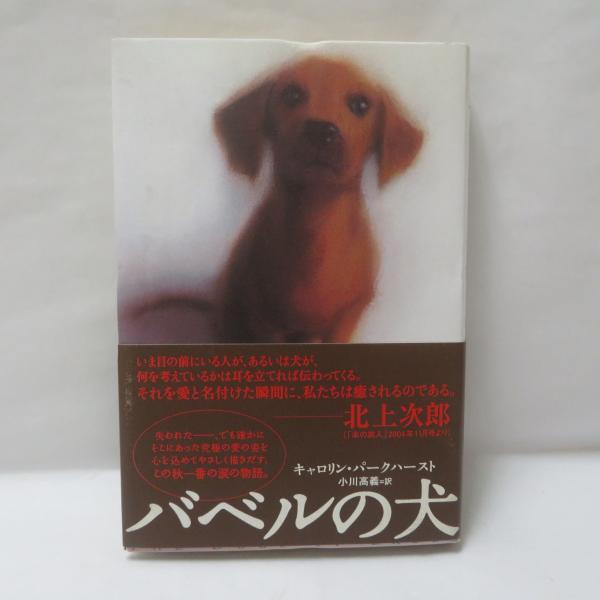 いま目の前にいる人が、あるいは犬が、
何を考えているかは耳を立てれば伝わってくる。
それを愛と名付けた瞬間に、私たちは癒されるのである。
北上次郎
(「本の旅人」2004年11月号より)
失われた——、でも確かに
そこにあった究極の愛の姿を
心を込めてやさしく描きだす。
この秋一番の涙の物語。
キャロリン・パークハースト
小川高義=訳
バベルの犬